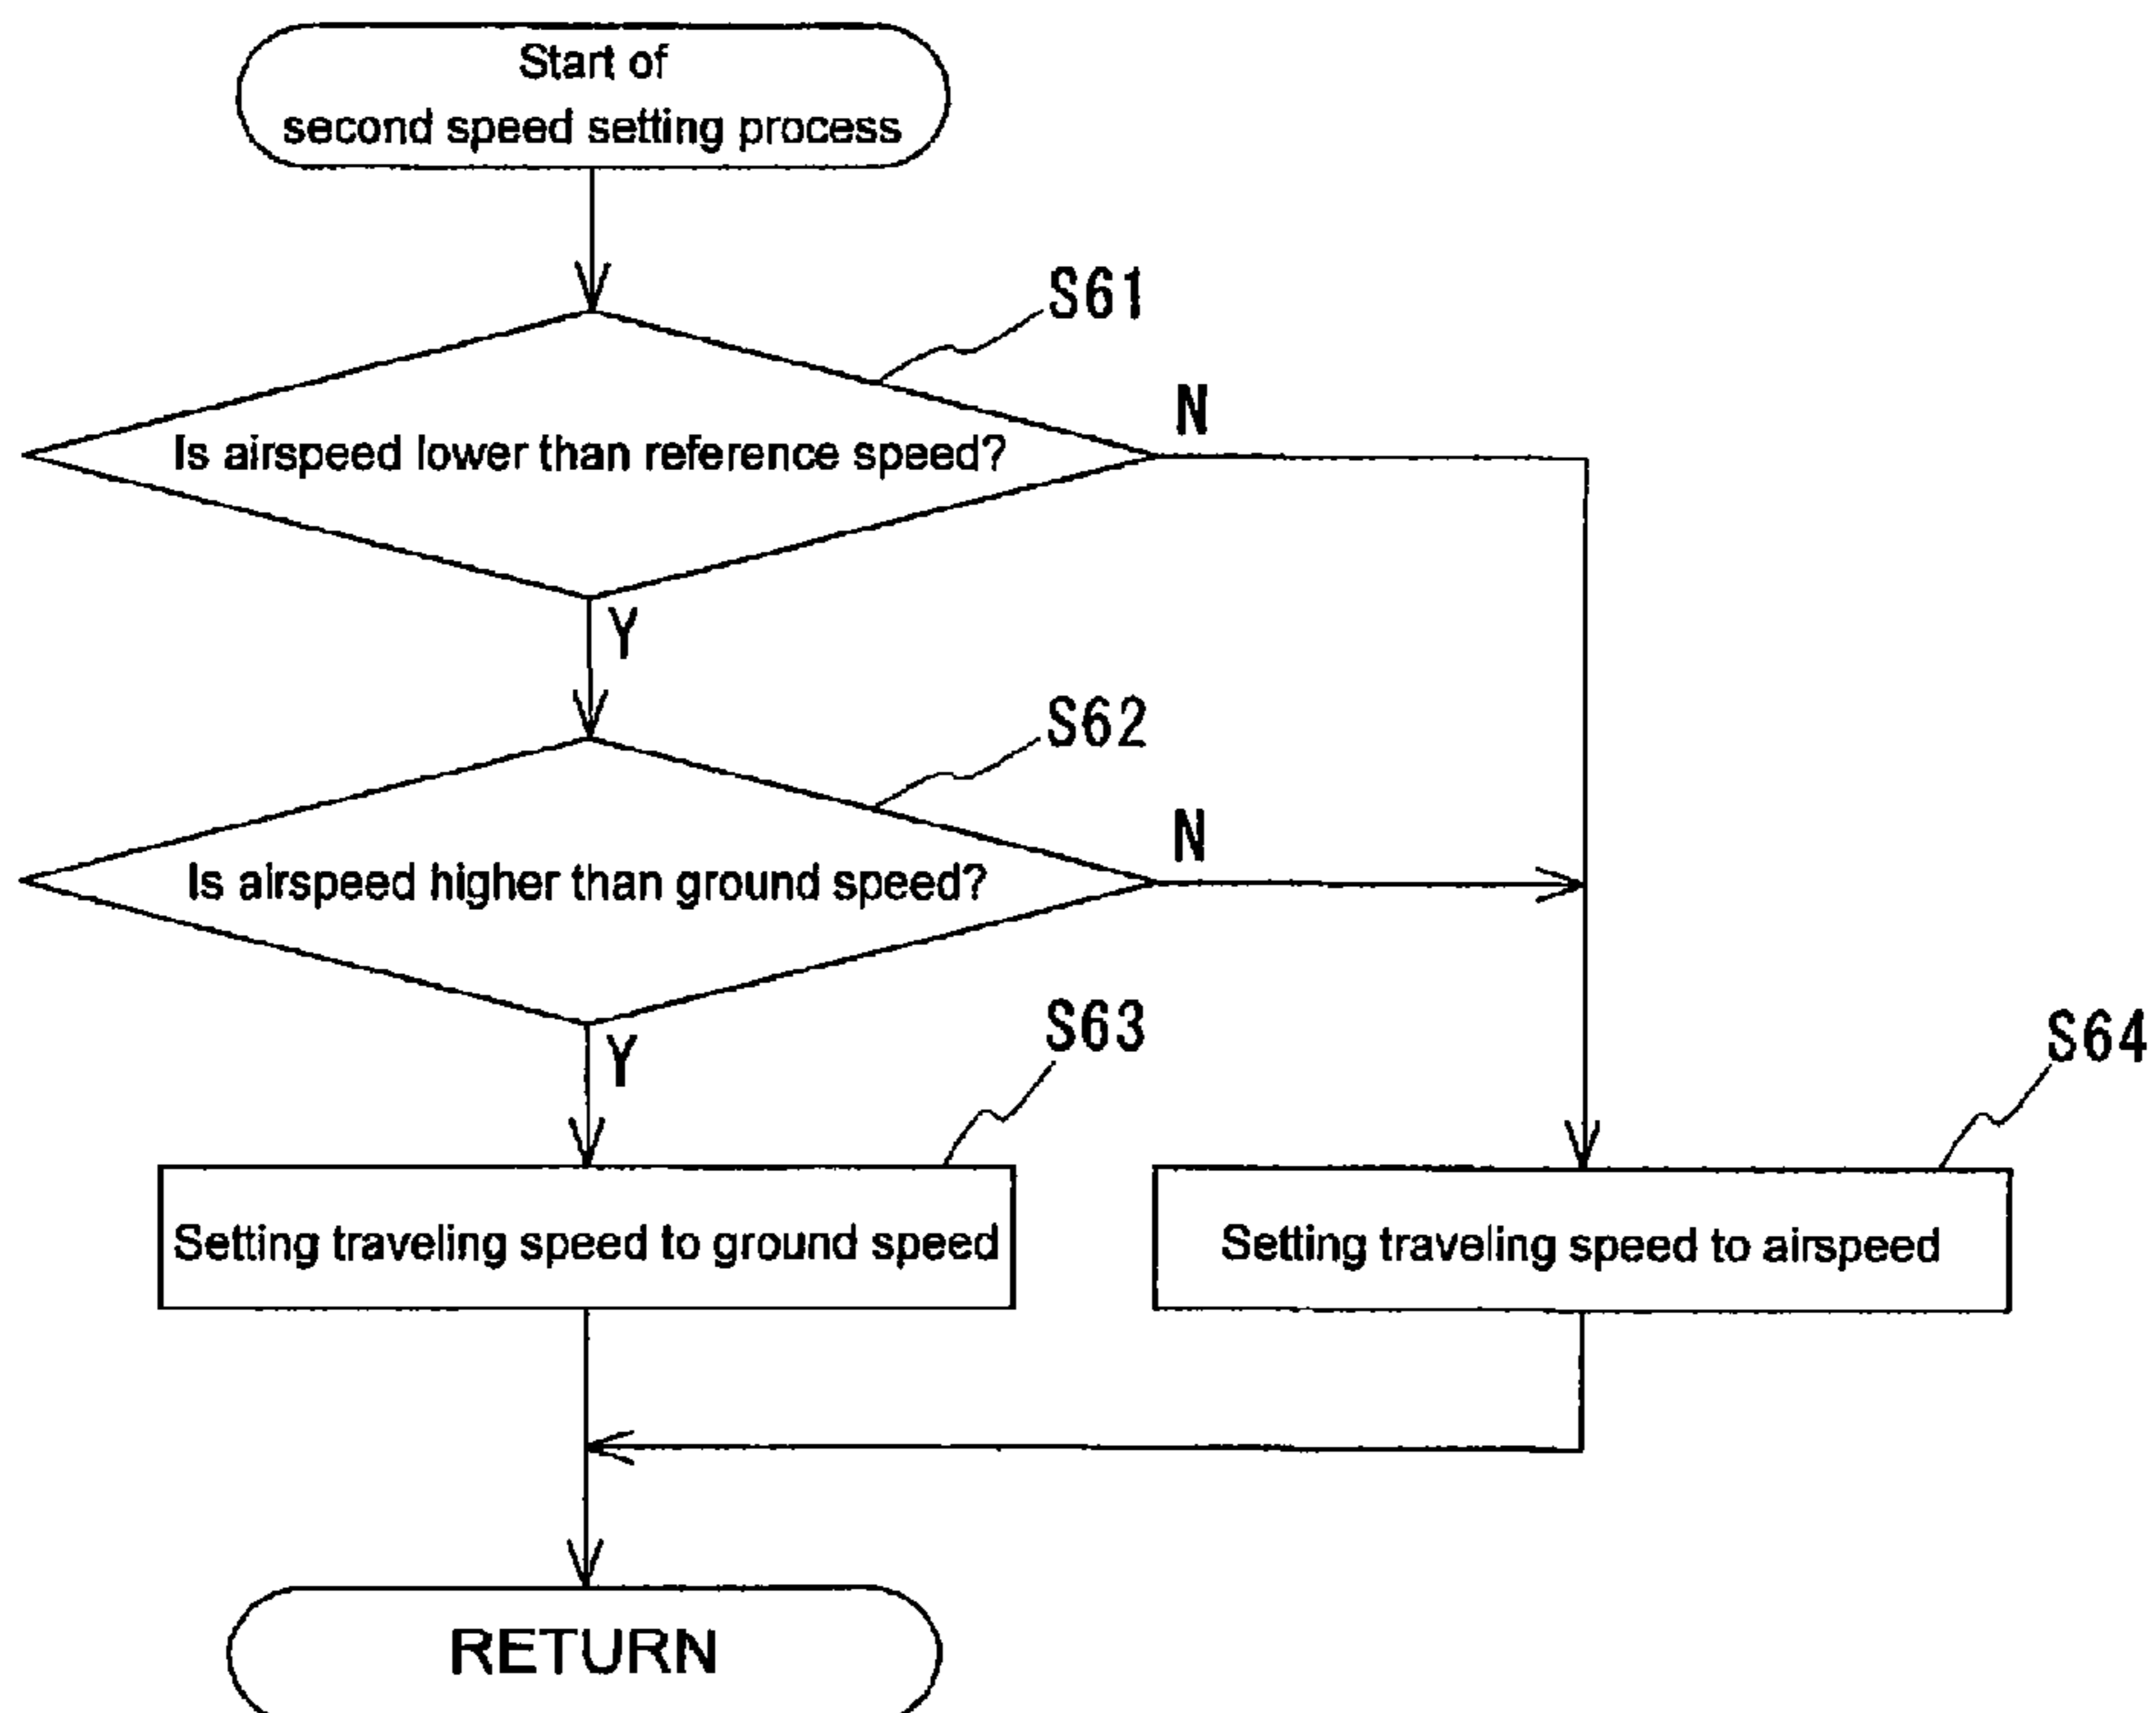 Start of
second speed setting process
S61
N
Is airspeed lower than reference speed?
Y
S62
N
Is airspeed higher than ground speed?
Y
S63
S64
Setting traveling speed to ground speed
Setting traveling speed to airspeed
RETURN